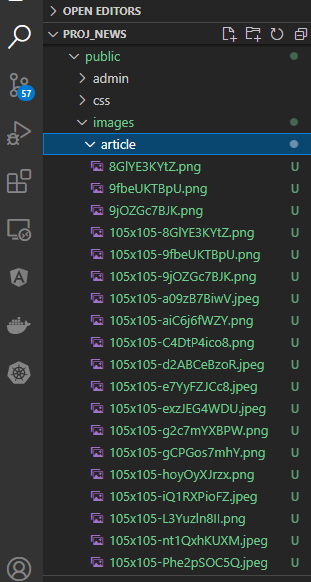 OPEN EDITORS
PROJ_NEWS
public
admin
css
57
images
article
8GlYE3KYtZ.png U
9fbeUKTBpU.png U
9jOZGc7BJK.png U
105x105-8GlYE3KYtZ.png U
105x105-9fbeUKTBpU.png U
105x105-9jOZGc7BJK.png U
105x105-a09zB7BiwV.jpeg U
105x105-aiC6j6fWZY.png U
105x105-C4DtP4ico8.png U
105x105-d2ABCeBzoR.jpeg U
105x105-e7YyFZJCc8.jpeg U
105x105-exzJEG4WDU.jpeg U
105x105-g2c7mYXBPW.png U
105x105-gCPGos7mhY.png U
105x105-hoyOyXJrzx.png U
105x105-iQ1RXPioFZ.jpeg U
105x105-L3Yuzln8II.png U
105x105-nt1QxhKUXM.jpeg U
105x105-Phe2pSOC5Q.jpeg U